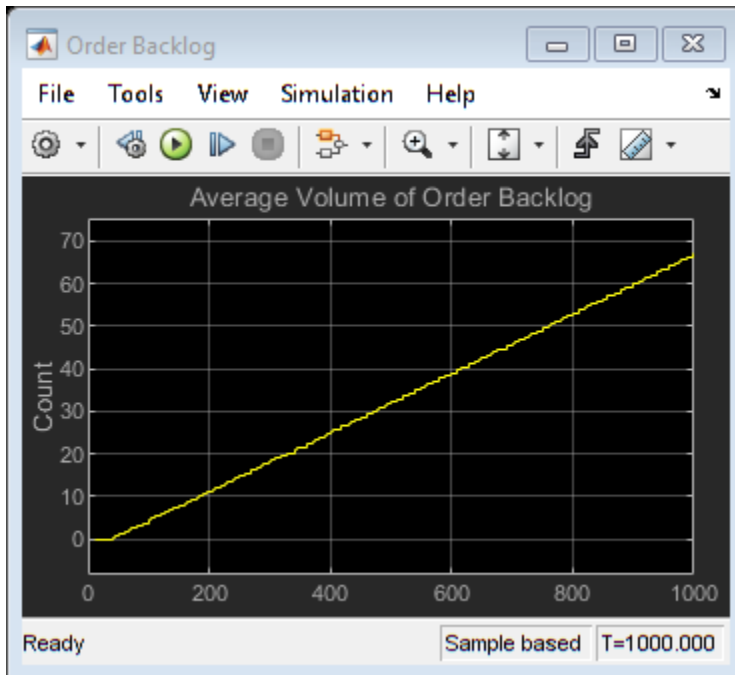 Order Backlog
File Tools View Simulation Help
Average Volume of Order Backlog
70
60
50
40
30
20
10
0
Count
0 200 400 600 800 1000
Ready Sample based T=1000.000